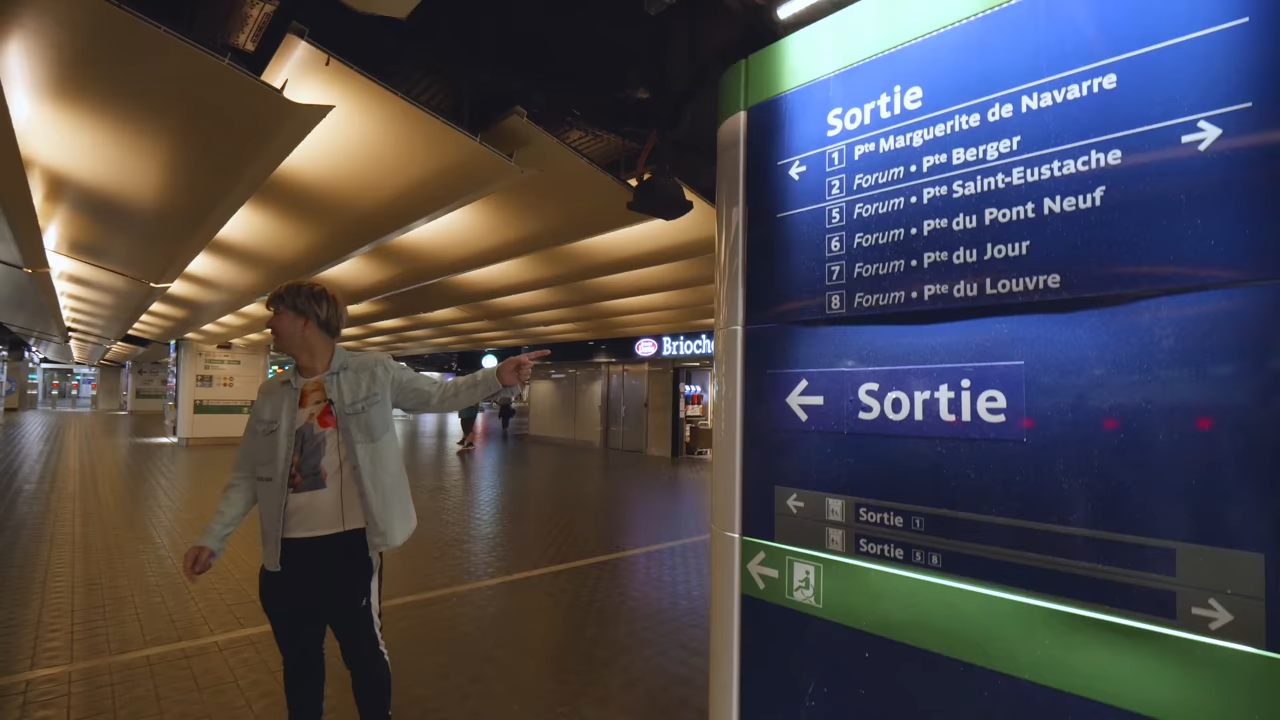 Sortie
1 Pte Marguerite de Navarre
2 Forum • Pte Berger
5 Forum • Pte Saint-Eustache
6 Forum • Pte du Pont Neuf
7 Forum • Pte du Jour
8 Forum • Pte du Louvre
Brioche
Sortie
Sortie 1
Sortie 5 8